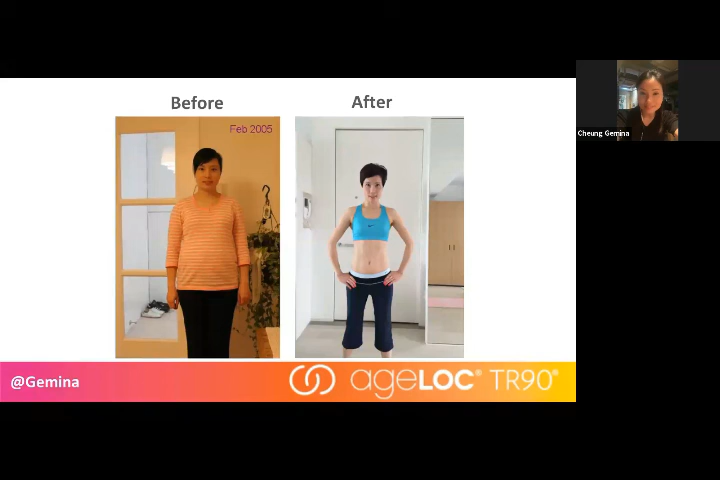 Before
After
Feb 2005
Cheung Gemina
@Gemina
ageLOC® TR90®